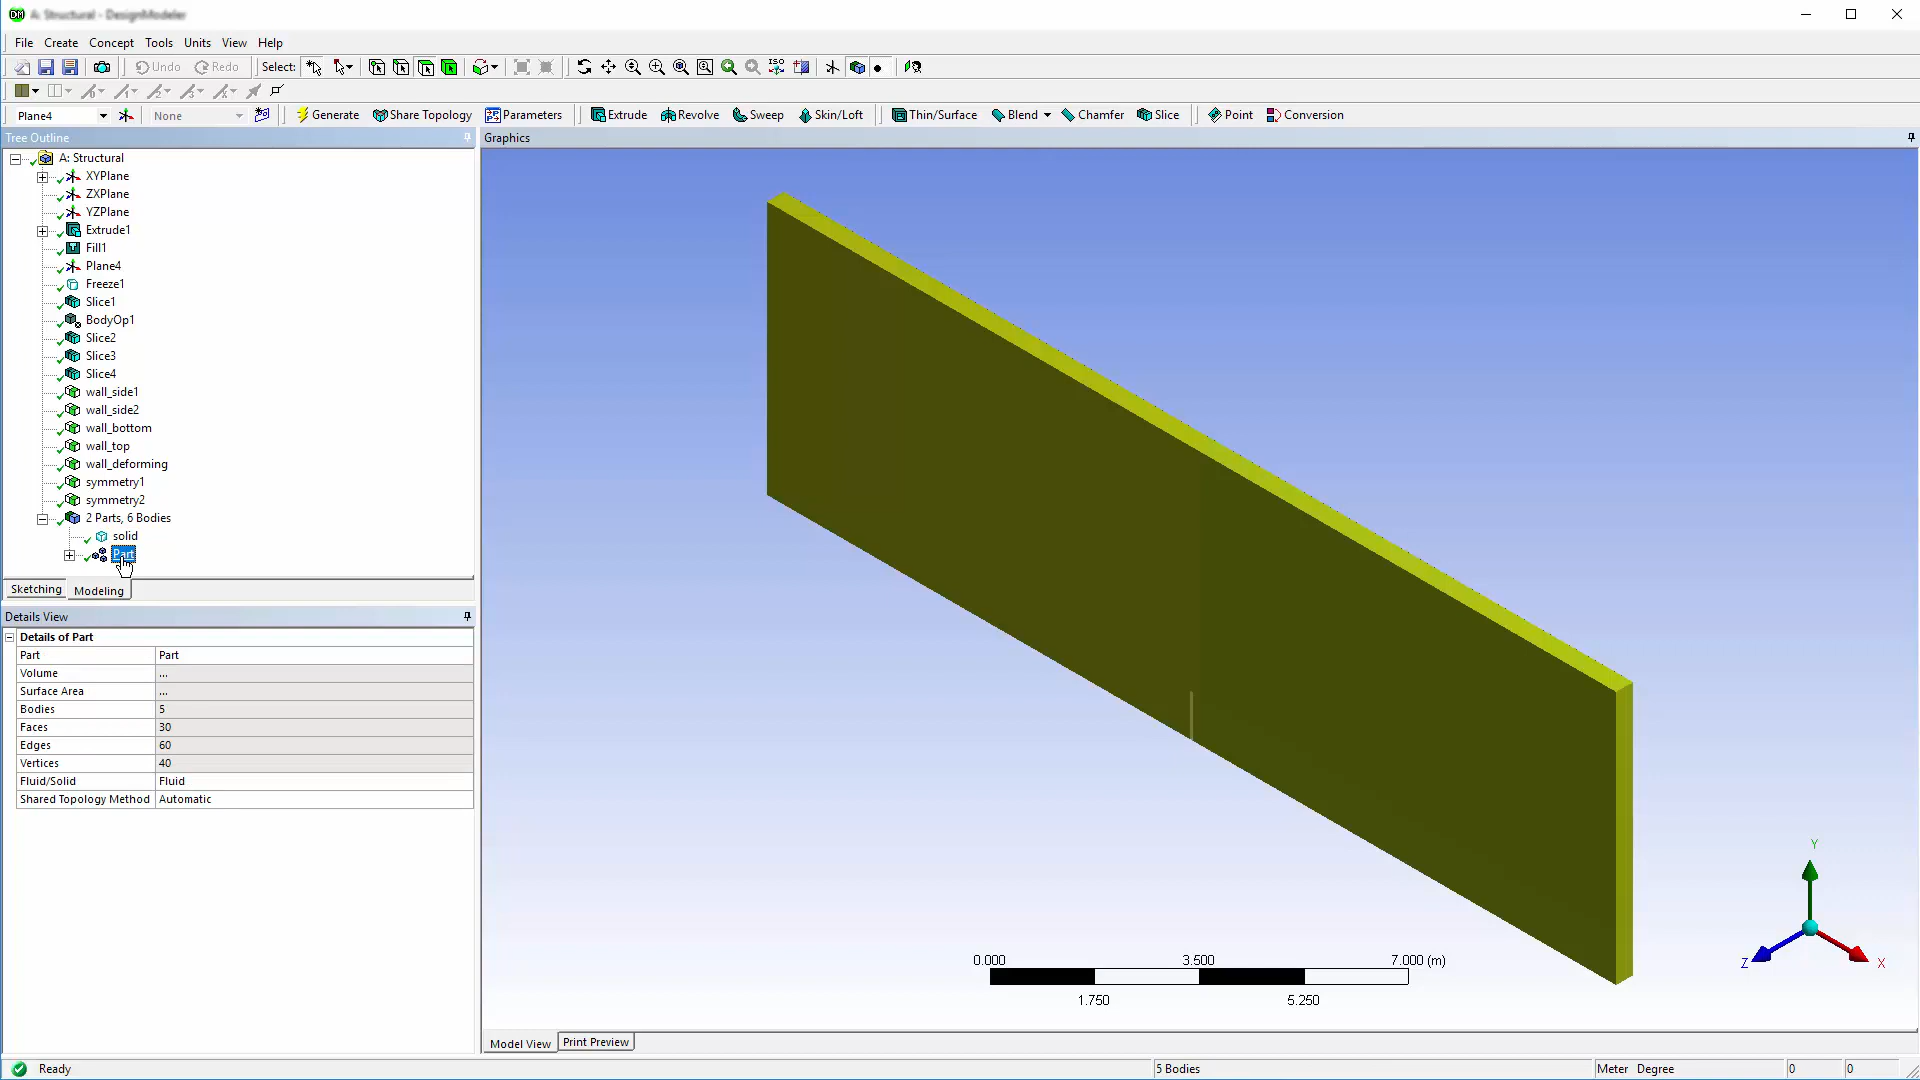 A: Structural - DesignModeler
File Create Concept Tools Units View Help
Undo Redo Select: ISO
Plane4 None Generate Share Topology Parameters Extrude Revolve Sweep Skin/Loft Thin/Surface Blend Chamfer Slice Point Conversion
Tree Outline
A: Structural
XYPlane
ZXPlane
YZPlane
Extrude1
Fill1
Plane4
Freeze1
Slice1
BodyOp1
Slice2
Slice3
Slice4
wall_side1
wall_side2
wall_bottom
wall_top
wall_deforming
symmetry1
symmetry2
2 Parts, 6 Bodies
solid
Part
Sketching Modeling
Details View
Details of Part
Part Part
Volume ...
Surface Area ...
Bodies 5
Faces 30
Edges 60
Vertices 40
Fluid/Solid Fluid
Shared Topology Method Automatic
Graphics
0.000 3.500 7.000 (m)
1.750 5.250
Y
Z X
Model View Print Preview
Ready 5 Bodies Meter Degree 0 0